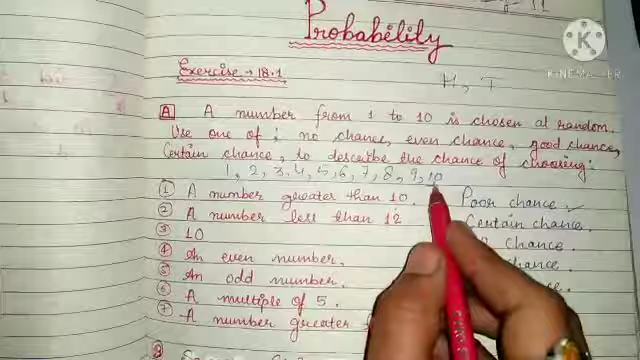 Probability
Exercise → 18.1
H, T
KINEMASTER
A A number from 1 to 10 is chosen at random.
Use one of : no chance, even chance, good chance,
Certain chance, to describe the chance of choosing:
1, 2, 3, 4, 5, 6, 7, 8, 9, 10
① A number greater than 10. Poor chance
② A number less than 12 Certain chance.
③ 10 chance.
④ An even number. chance.
⑤ An odd number.
⑥ A multiple of 5.
⑦ A number greater